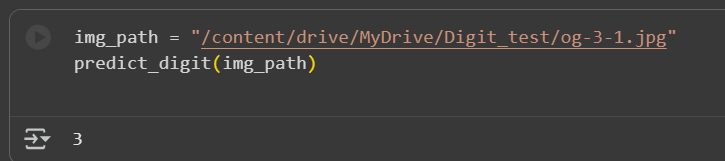 img_path = "/content/drive/MyDrive/Digit_test/og-3-1.jpg"
predict_digit(img_path)
3